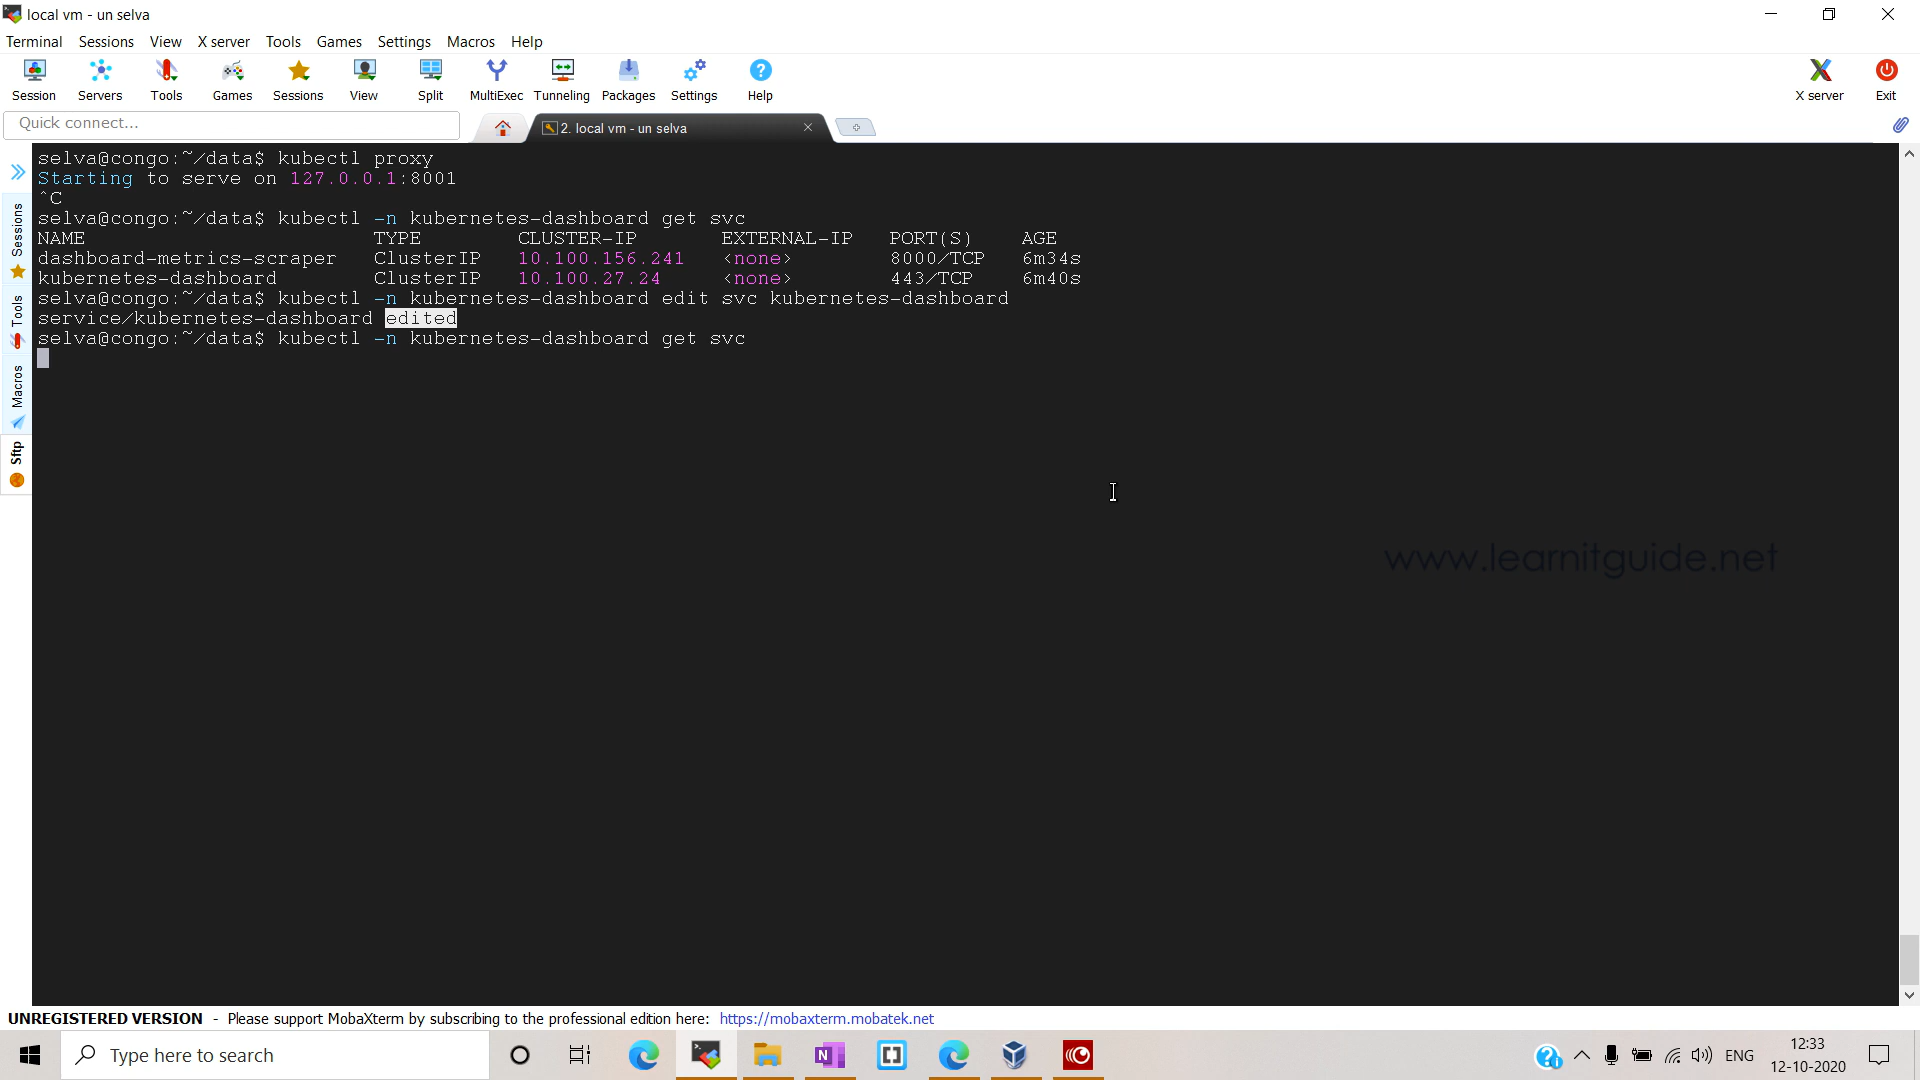 local vm - un selva
Terminal Sessions View X server Tools Games Settings Macros Help
Session Servers Tools Games Sessions View Split MultiExec Tunneling Packages Settings Help X server Exit
Quick connect...
2. local vm - un selva
selva@congo:~/data$ kubectl proxy
Starting to serve on 127.0.0.1:8001
^C
selva@congo:~/data$ kubectl -n kubernetes-dashboard get svc
NAME TYPE CLUSTER-IP EXTERNAL-IP PORT(S) AGE
dashboard-metrics-scraper ClusterIP 10.100.156.241 <none> 8000/TCP 6m34s
kubernetes-dashboard ClusterIP 10.100.27.24 <none> 443/TCP 6m40s
selva@congo:~/data$ kubectl -n kubernetes-dashboard edit svc kubernetes-dashboard
service/kubernetes-dashboard edited
selva@congo:~/data$ kubectl -n kubernetes-dashboard get svc
Sessions
Tools
Macros
Sftp
www.learnitguide.net
UNREGISTERED VERSION - Please support MobaXterm by subscribing to the professional edition here: https://mobaxterm.mobatek.net
Type here to search
ENG
12:33
12-10-2020